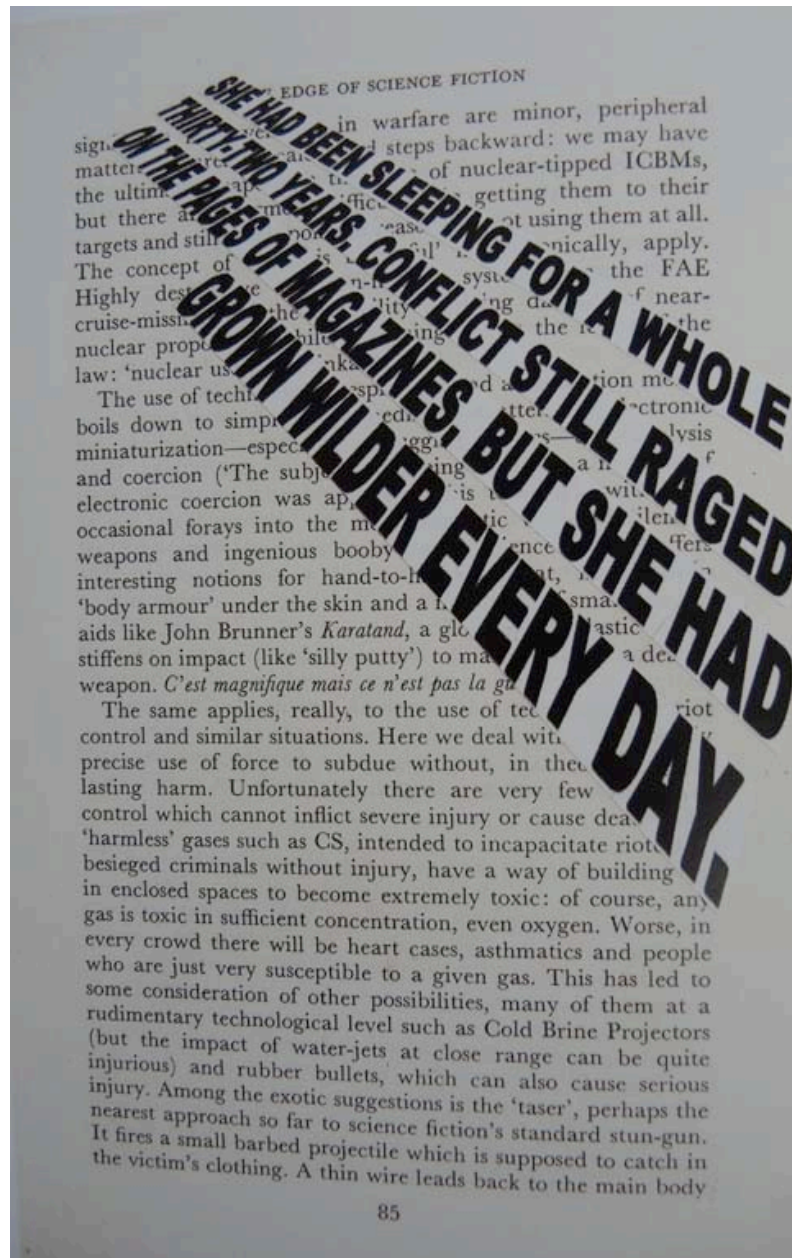 EDGE OF SCIENCE FICTION
SHE HAD BEEN SLEEPING FOR A WHOLE
THIRTY-TWO YEARS. CONFLICT STILL RAGED
ON THE PAGES OF MAGAZINES, BUT SHE HAD
GROWN WILDER EVERY DAY.
in warfare are minor, peripheral
steps backward: we may have
of nuclear-tipped ICBMs,
the getting them to their
but there using them at all.
targets and still apply.
The concept of the FAE
Highly near-
the
nuclear
law: 'nuclear
The use of
boils down to
miniaturization—
and coercion ('The
electronic coercion was
occasional forays into the
weapons and ingenious booby
interesting notions for
'body armour' under the skin and a
aids like John Brunner's Karatand, a
stiffens on impact (like 'silly putty') to a
weapon. C'est magnifique mais ce n'est pas la
The same applies, really, to the use of riot
control and similar situations. Here we deal
precise use of force to subdue without, in
lasting harm. Unfortunately there are very few
control which cannot inflict severe injury or cause
'harmless' gases such as CS, intended to incapacitate
besieged criminals without injury, have a way of building
in enclosed spaces to become extremely toxic: of course, any
gas is toxic in sufficient concentration, even oxygen. Worse, in
every crowd there will be heart cases, asthmatics and people
who are just very susceptible to a given gas. This has led to
some consideration of other possibilities, many of them at a
rudimentary technological level such as Cold Brine Projectors
(but the impact of water-jets at close range can be quite
injurious) and rubber bullets, which can also cause serious
injury. Among the exotic suggestions is the 'taser', perhaps the
nearest approach so far to science fiction's standard stun-gun.
It fires a small barbed projectile which is supposed to catch in
the victim's clothing. A thin wire leads back to the main body
85